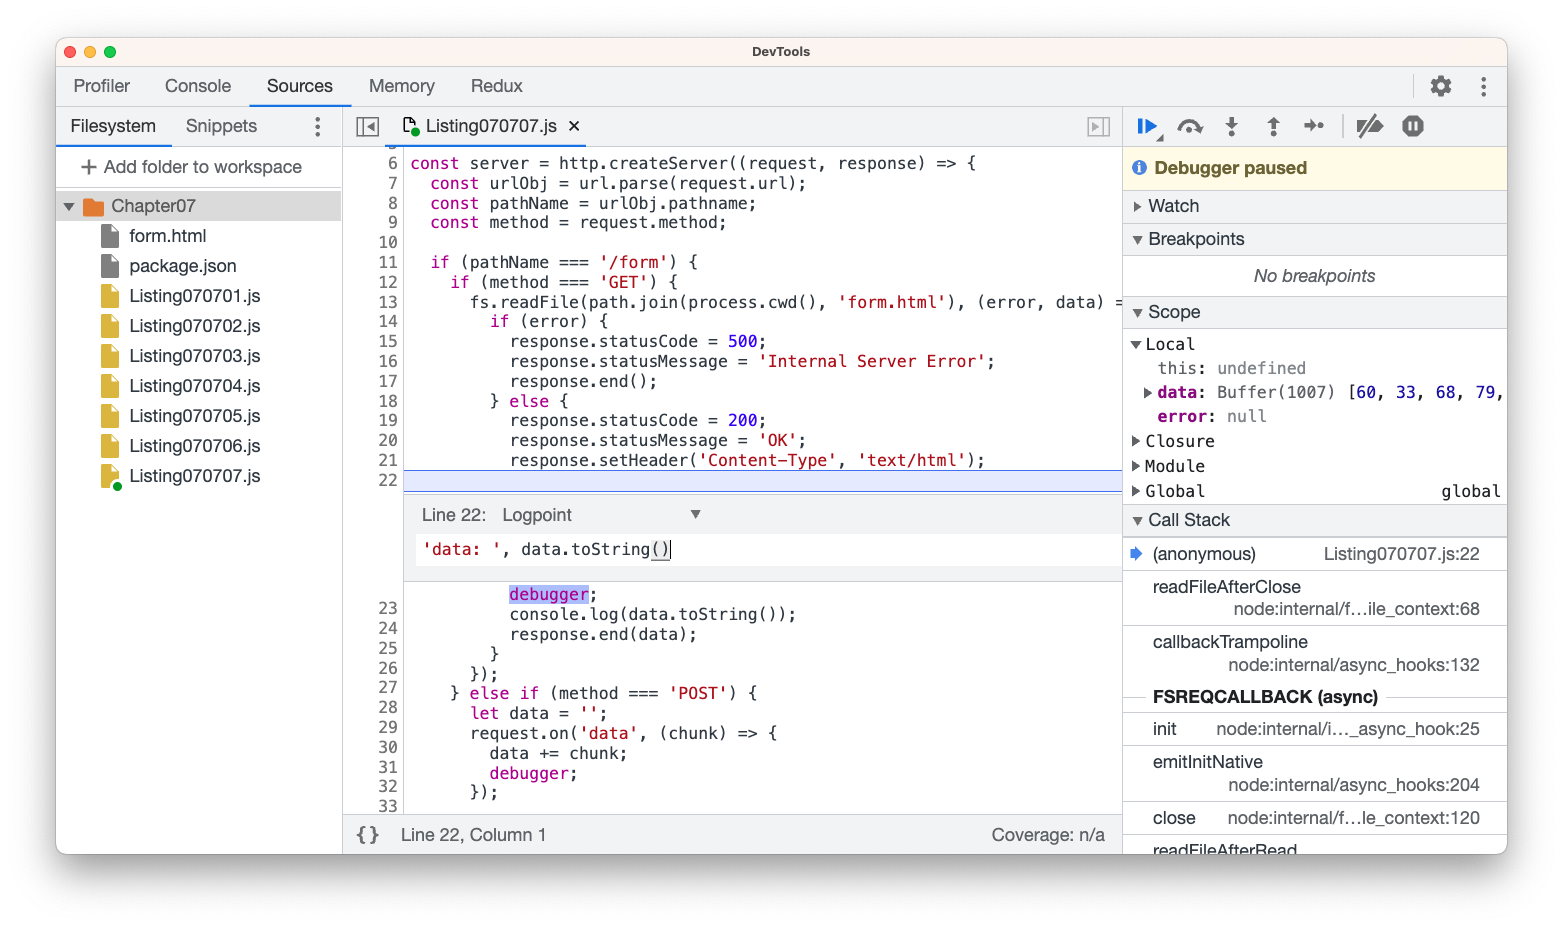 DevTools
Profiler Console Sources Memory Redux
Filesystem Snippets
Add folder to workspace
Chapter07
form.html
package.json
Listing070701.js
Listing070702.js
Listing070703.js
Listing070704.js
Listing070705.js
Listing070706.js
Listing070707.js
Listing070707.js ×
6 const server = http.createServer((request, response) => {
7 const urlObj = url.parse(request.url);
8 const pathName = urlObj.pathname;
9 const method = request.method;
10
11 if (pathName === '/form') {
12 if (method === 'GET') {
13 fs.readFile(path.join(process.cwd(), 'form.html'), (error, data) =
14 if (error) {
15 response.statusCode = 500;
16 response.statusMessage = 'Internal Server Error';
17 response.end();
18 } else {
19 response.statusCode = 200;
20 response.statusMessage = 'OK';
21 response.setHeader('Content-Type', 'text/html');
22
Line 22: Logpoint
'data: ', data.toString()
debugger;
23 console.log(data.toString());
24 response.end(data);
25 }
26 });
27 } else if (method === 'POST') {
28 let data = '';
29 request.on('data', (chunk) => {
30 data += chunk;
31 debugger;
32 });
33
{} Line 22, Column 1 Coverage: n/a
Debugger paused
Watch
Breakpoints
No breakpoints
Scope
Local
this: undefined
data: Buffer(1007) [60, 33, 68, 79,
error: null
Closure
Module
Global global
Call Stack
(anonymous) Listing070707.js:22
readFileAfterClose
node:internal/f…ile_context:68
callbackTrampoline
node:internal/async_hooks:132
FSREQCALLBACK (async)
init node:internal/i…_async_hook:25
emitInitNative
node:internal/async_hooks:204
close node:internal/f…le_context:120
readFileAfterRead